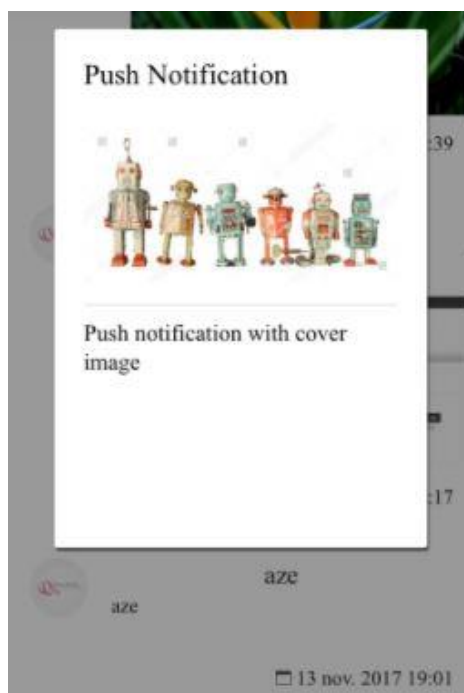 Push Notification
:39
Push notification with cover
image
:17
aze
aze
13 nov. 2017 19:01